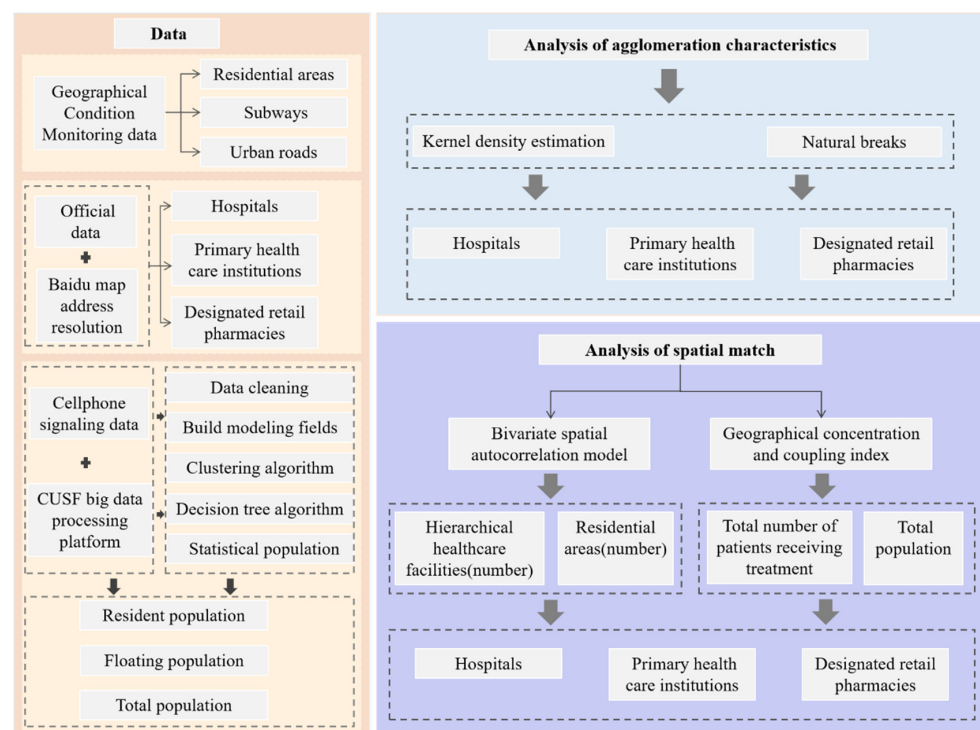 Data
Geographical
Condition
Monitoring data
Residential areas
Subways
Urban roads
Official
data
Baidu map
address
resolution
Hospitals
Primary health
care institutions
Designated retail
pharmacies
Cellphone
signaling data
CUSF big data
processing
platform
Data cleaning
Build modeling fields
Clustering algorithm
Decision tree algorithm
Statistical population
Resident population
Floating population
Total population
Analysis of agglomeration characteristics
Kernel density estimation
Natural breaks
Hospitals
Primary health
care institutions
Designated retail
pharmacies
Analysis of spatial match
Bivariate spatial
autocorrelation model
Geographical concentration
and coupling index
Hierarchical
healthcare
facilities(number)
Residential
areas(number)
Total number of
patients receiving
treatment
Total
population
Hospitals
Primary health
care institutions
Designated retail
pharmacies